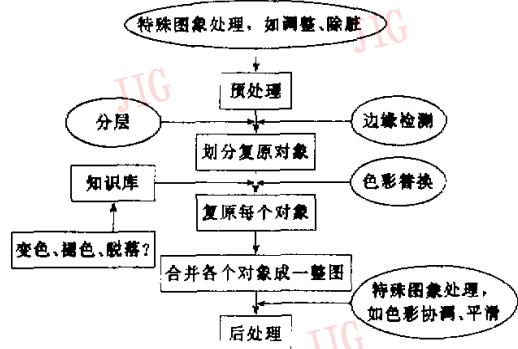 特殊图象处理，如调整、除脏
JIG
JIG
预处理
分层
边缘检测
划分复原对象
知识库
色彩替换
复原每个对象
变色、褪色、脱落？
合并各个对象成一整图
特殊图象处理，
如色彩协调、平滑
后处理
JIG